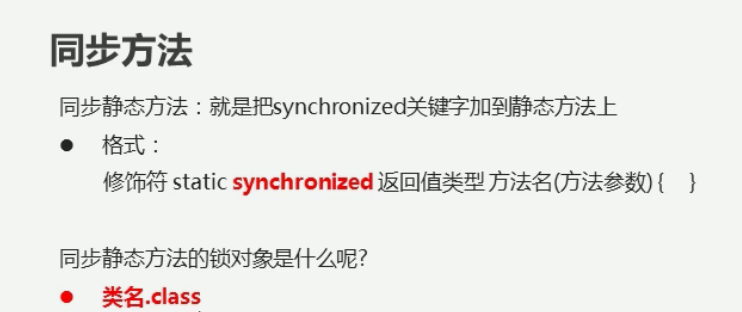 同步方法
同步静态方法：就是把synchronized关键字加到静态方法上
● 格式：
修饰符 static synchronized 返回值类型 方法名(方法参数) { }
同步静态方法的锁对象是什么呢?
● 类名.class